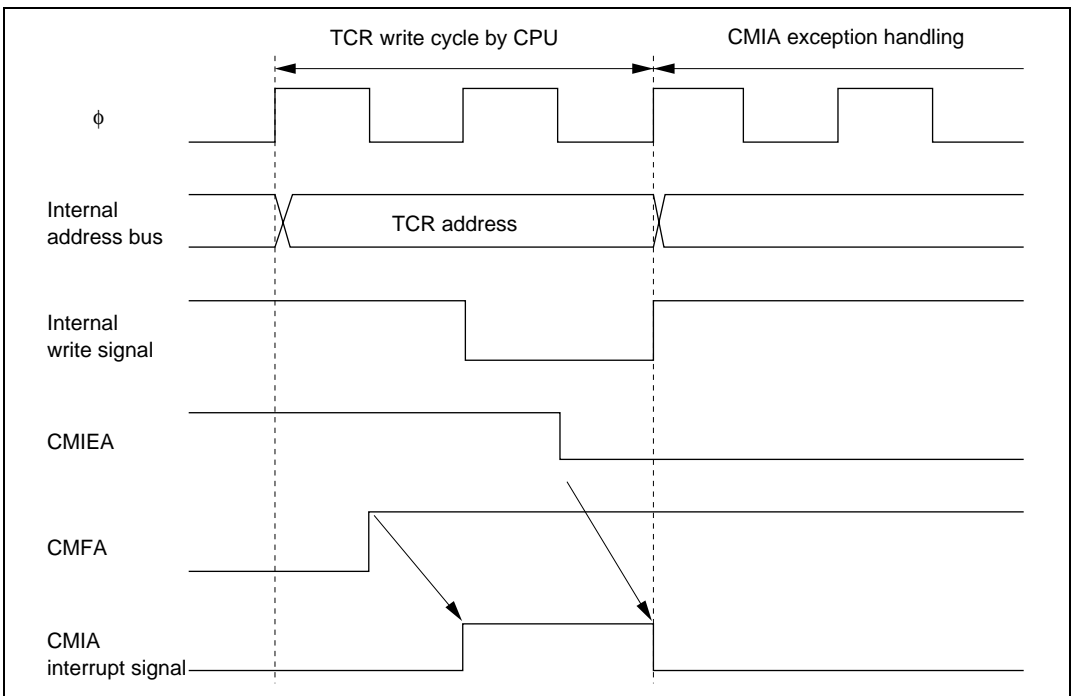 TCR write cycle by CPU
CMIA exception handling
ϕ
Internal
address bus
TCR address
Internal
write signal
CMIEA
CMFA
CMIA
interrupt signal